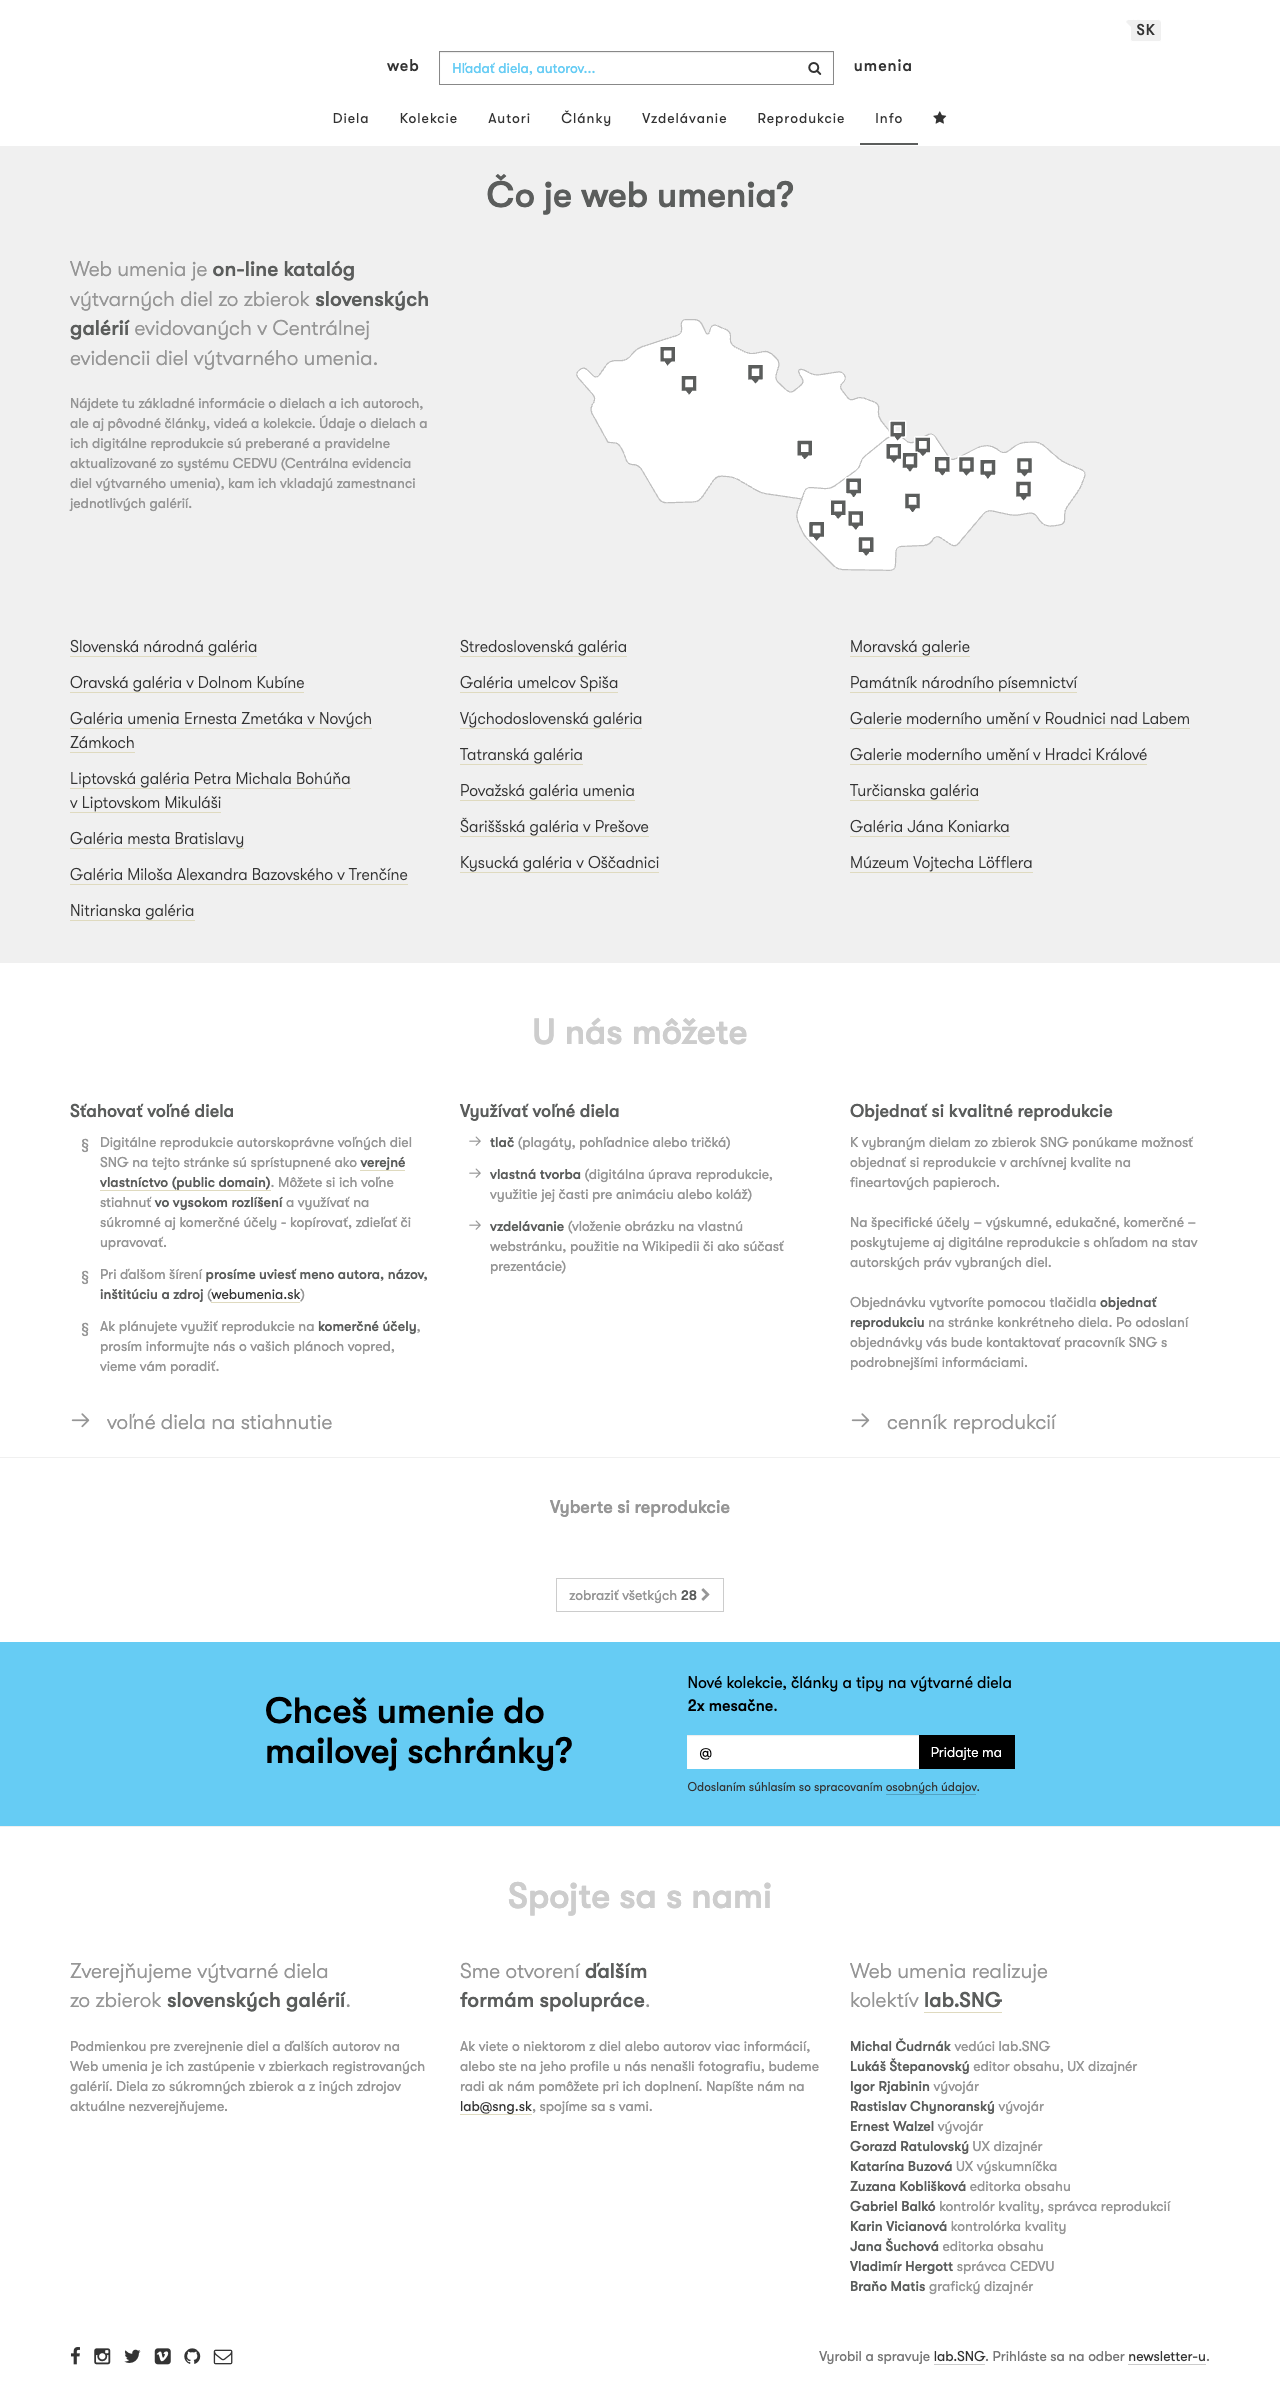 SK
web
Hľadať diela, autorov...
umenia
Diela
Kolekcie
Autori
Články
Vzdelávanie
Reprodukcie
Info
Čo je web umenia?
Web umenia je on-line katalóg
výtvarných diel zo zbierok slovenských
galérií evidovaných v Centrálnej
evidencii diel výtvarného umenia.
Nájdete tu základné informácie o dielach a ich autoroch,
ale aj pôvodné články, videá a kolekcie. Údaje o dielach a
ich digitálne reprodukcie sú preberané a pravidelne
aktualizované zo systému CEDVU (Centrálna evidencia
diel výtvarného umenia), kam ich vkladajú zamestnanci
jednotlivých galérií.
Slovenská národná galéria
Oravská galéria v Dolnom Kubíne
Galéria umenia Ernesta Zmetáka v Nových
Zámkoch
Liptovská galéria Petra Michala Bohúňa
v Liptovskom Mikuláši
Galéria mesta Bratislavy
Galéria Miloša Alexandra Bazovského v Trenčíne
Nitrianska galéria
Stredoslovenská galéria
Galéria umelcov Spiša
Východoslovenská galéria
Tatranská galéria
Považská galéria umenia
Šariššská galéria v Prešove
Kysucká galéria v Oščadnici
Moravská galerie
Památník národního písemnictví
Galerie moderního umění v Roudnici nad Labem
Galerie moderního umění v Hradci Králové
Turčianska galéria
Galéria Jána Koniarka
Múzeum Vojtecha Löfflera
U nás môžete
Sťahovať voľné diela
§ Digitálne reprodukcie autorskoprávne voľných diel
SNG na tejto stránke sú sprístupnené ako verejné
vlastníctvo (public domain). Môžete si ich voľne
stiahnuť vo vysokom rozlíšení a využívať na
súkromné aj komerčné účely - kopírovať, zdieľať či
upravovať.
§ Pri ďalšom šírení prosíme uviesť meno autora, názov,
inštitúciu a zdroj (webumenia.sk)
§ Ak plánujete využiť reprodukcie na komerčné účely,
prosím informujte nás o vašich plánoch vopred,
vieme vám poradiť.
→ voľné diela na stiahnutie
Využívať voľné diela
→ tlač (plagáty, pohľadnice alebo tričká)
→ vlastná tvorba (digitálna úprava reprodukcie,
využitie jej časti pre animáciu alebo koláž)
→ vzdelávanie (vloženie obrázku na vlastnú
webstránku, použitie na Wikipedii či ako súčasť
prezentácie)
Objednať si kvalitné reprodukcie
K vybraným dielam zo zbierok SNG ponúkame možnosť
objednať si reprodukcie v archívnej kvalite na
fineartových papieroch.
Na špecifické účely – výskumné, edukačné, komerčné –
poskytujeme aj digitálne reprodukcie s ohľadom na stav
autorských práv vybraných diel.
Objednávku vytvoríte pomocou tlačidla objednať
reprodukciu na stránke konkrétneho diela. Po odoslaní
objednávky vás bude kontaktovať pracovník SNG s
podrobnejšími informáciami.
→ cenník reprodukcií
Vyberte si reprodukcie
zobraziť všetkých 28
Chceš umenie do
mailovej schránky?
Nové kolekcie, články a tipy na výtvarné diela
2x mesačne.
@
Pridajte ma
Odoslaním súhlasím so spracovaním osobných údajov.
Spojte sa s nami
Zverejňujeme výtvarné diela
zo zbierok slovenských galérií.
Podmienkou pre zverejnenie diel a ďalších autorov na
Web umenia je ich zastúpenie v zbierkach registrovaných
galérií. Diela zo súkromných zbierok a z iných zdrojov
aktuálne nezverejňujeme.
Sme otvorení ďalším
formám spolupráce.
Ak viete o niektorom z diel alebo autorov viac informácií,
alebo ste na jeho profile u nás nenašli fotografiu, budeme
radi ak nám pomôžete pri ich doplnení. Napíšte nám na
lab@sng.sk, spojíme sa s vami.
Web umenia realizuje
kolektív lab.SNG
Michal Čudrnák vedúci lab.SNG
Lukáš Štepanovský editor obsahu, UX dizajnér
Igor Rjabinin vývojár
Rastislav Chynoranský vývojár
Ernest Walzel vývojár
Gorazd Ratulovský UX dizajnér
Katarína Buzová UX výskumníčka
Zuzana Koblišková editorka obsahu
Gabriel Balkó kontrolór kvality, správca reprodukcií
Karin Vicianová kontrolórka kvality
Jana Šuchová editorka obsahu
Vladimír Hergott správca CEDVU
Braňo Matis grafický dizajnér
Vyrobil a spravuje lab.SNG. Prihláste sa na odber newsletter-u.